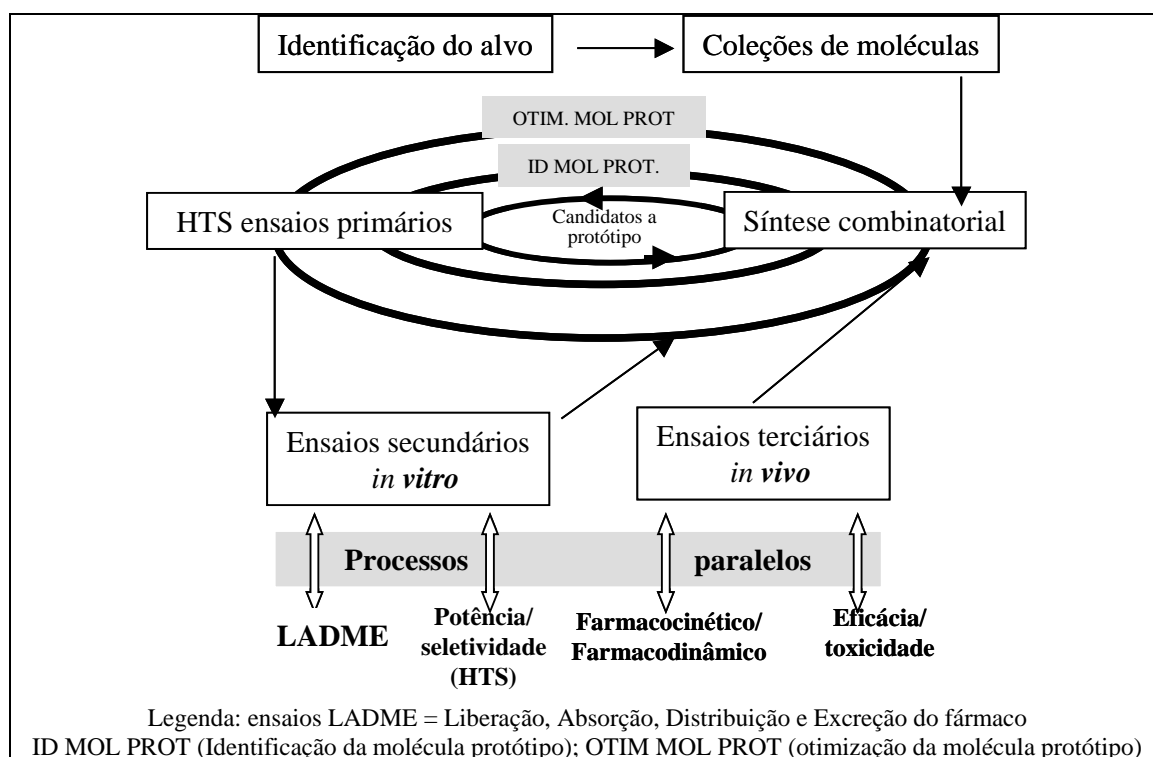 Identificação do alvo
Coleções de moléculas
OTIM. MOL PROT
ID MOL PROT.
HTS ensaios primários
Candidatos a
protótipo
Síntese combinatorial
Ensaios secundários
in vitro
Ensaios terciários
in vivo
Processos
paralelos
LADME
Potência/
seletividade
(HTS)
Farmacocinético/
Farmacodinâmico
Eficácia/
toxicidade
Legenda: ensaios LADME = Liberação, Absorção, Distribuição e Excreção do fármaco
ID MOL PROT (Identificação da molécula protótipo); OTIM MOL PROT (otimização da molécula protótipo)